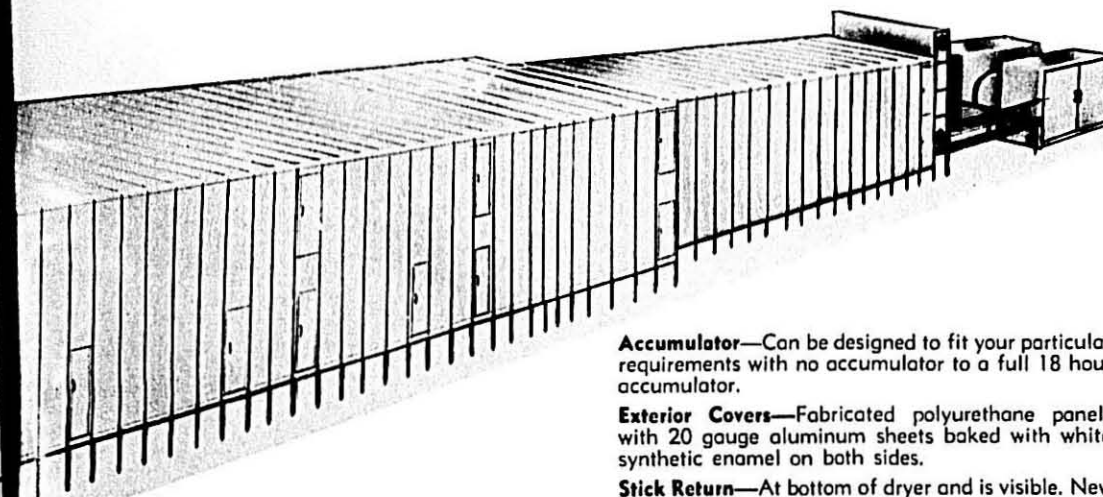 Accumulator—Can be designed to fit your particula
requirements with no accumulator to a full 18 hou
accumulator.
Exterior Covers—Fabricated polyurethane panel
with 20 gauge aluminum sheets baked with whit
synthetic enamel on both sides.
Stick Return—At bottom of dryer and is visible. New